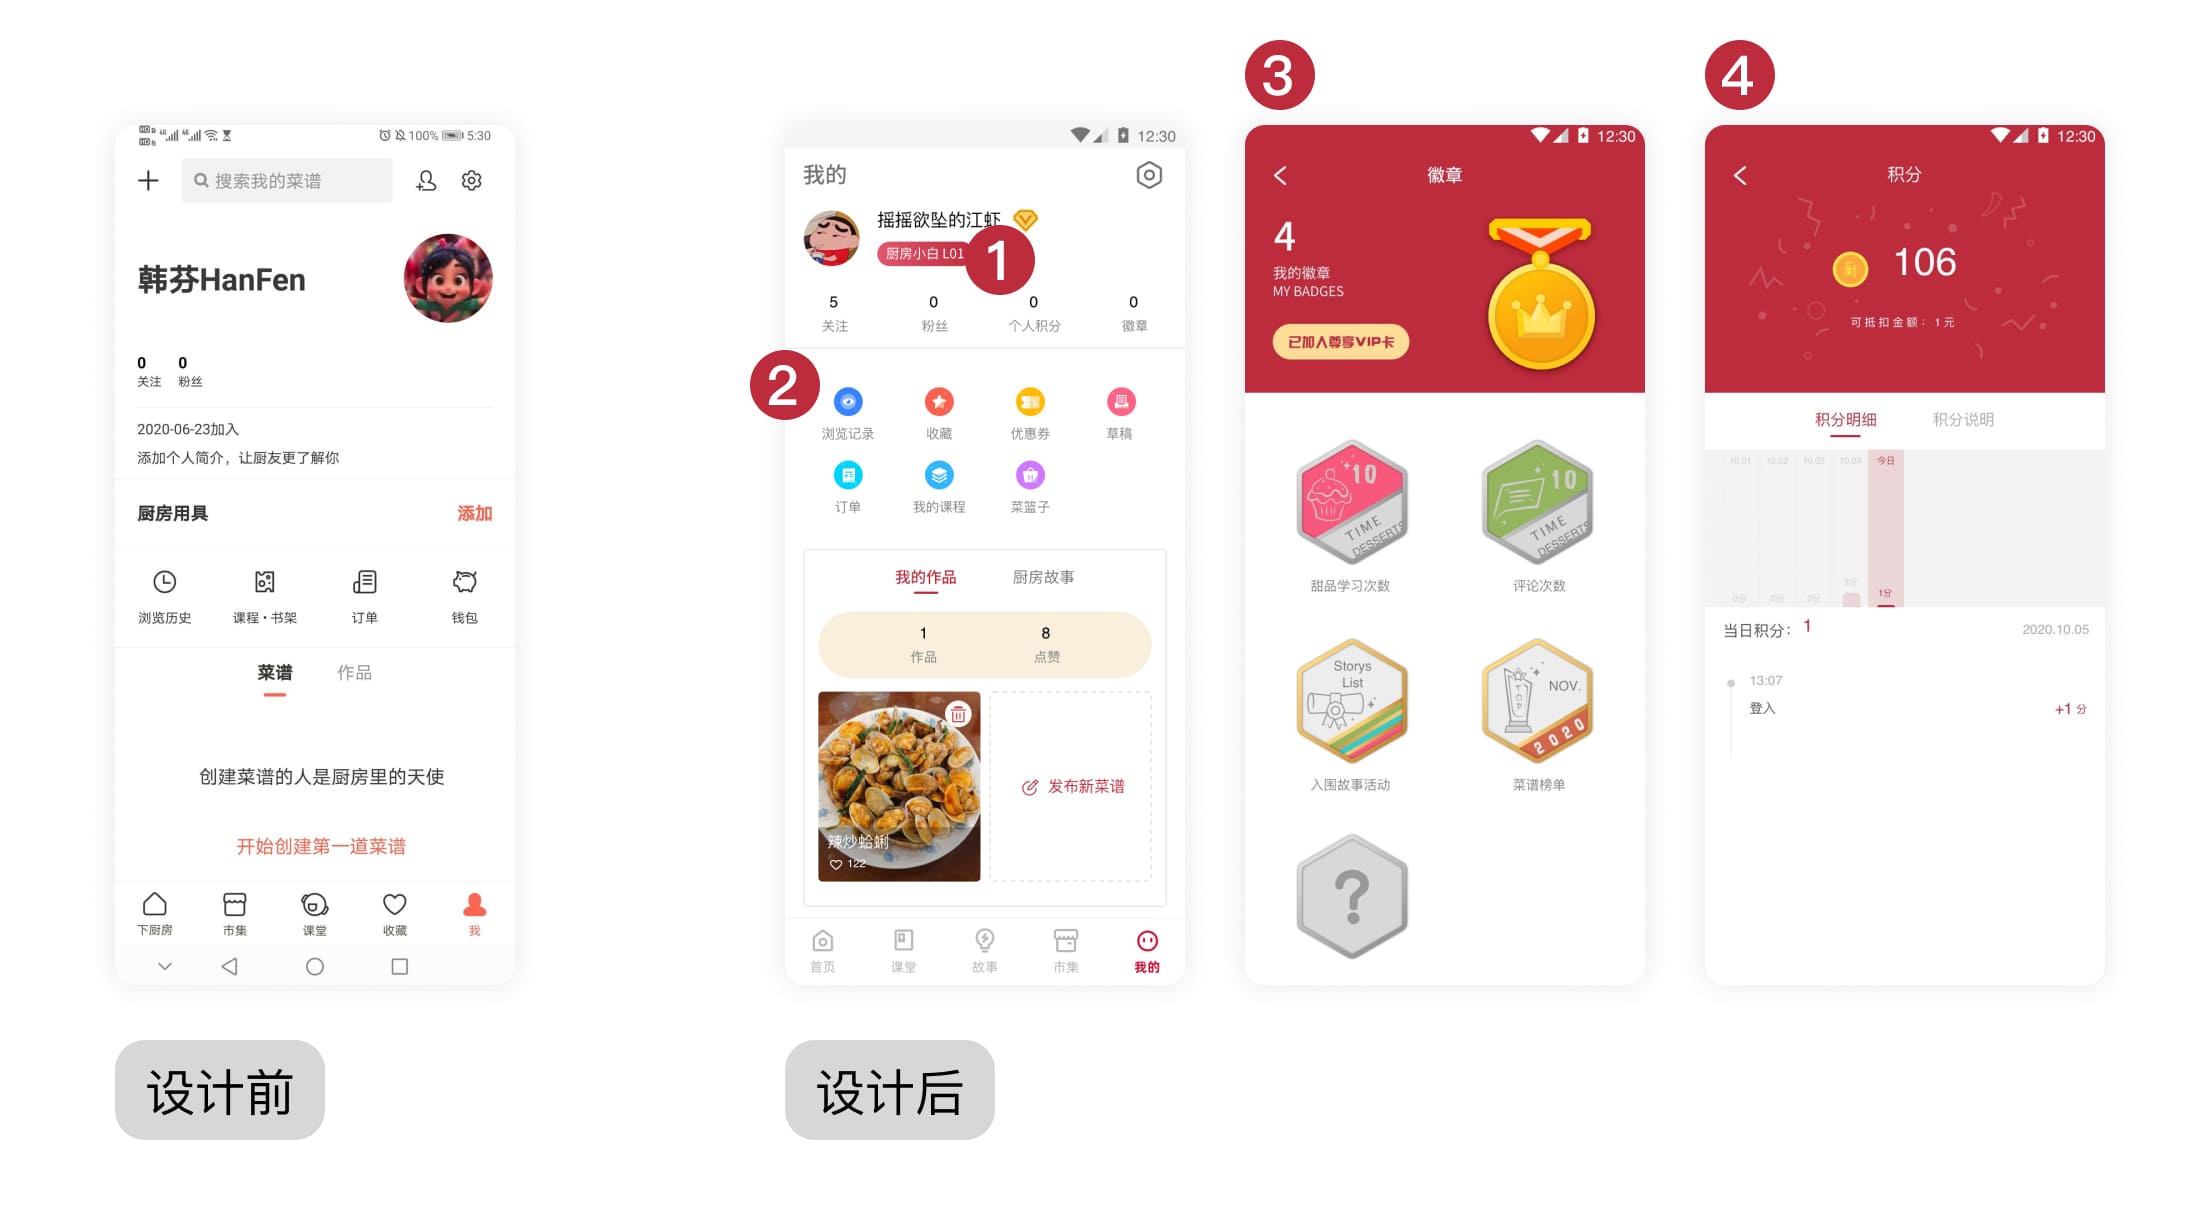 100% 5:30
搜索我的菜谱
韩芬HanFen
0 0
关注 粉丝
2020-06-23加入
添加个人简介，让厨友更了解你
厨房用具 添加
浏览历史 课程·书架 订单 钱包
菜谱 作品
创建菜谱的人是厨房里的天使
开始创建第一道菜谱
下厨房 市集 课堂 收藏 我
设计前
12:30
我的
摇摇欲坠的江虾
厨房小白 L01
1
5 0 0 0
关注 粉丝 个人积分 徽章
2
浏览记录 收藏 优惠券 草稿
订单 我的课程 菜篮子
我的作品 厨房故事
1 8
作品 点赞
辣炒蛤蜊
122
发布新菜谱
首页 课堂 故事 市集 我的
设计后
3
12:30
徽章
4
我的徽章
MY BADGES
已加入尊享VIP卡
10
TIME
DESSERTS
甜品学习次数
10
TIME
DESSERTS
评论次数
Storys
List
入围故事活动
TOP
NOV.
2020
菜谱榜单
?
4
12:30
积分
厨
106
可抵扣金额：1元
积分明细 积分说明
10.01 10.02 10.03 10.04 今日
0分 0分 0分 3分 1分
当日积分： 1 2020.10.05
13:07
登入 +1 分